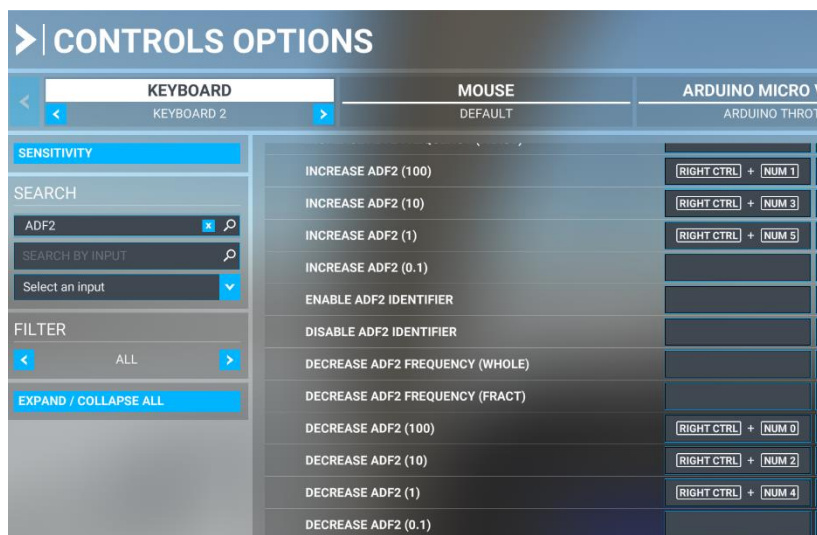 CONTROLS OPTIONS
KEYBOARD
KEYBOARD 2
MOUSE
DEFAULT
ARDUINO MICRO
ARDUINO THRO
SENSITIVITY
SEARCH
ADF2
SEARCH BY INPUT
Select an input
FILTER
ALL
EXPAND / COLLAPSE ALL
INCREASE ADF2 (100) RIGHT CTRL + NUM 1
INCREASE ADF2 (10) RIGHT CTRL + NUM 3
INCREASE ADF2 (1) RIGHT CTRL + NUM 5
INCREASE ADF2 (0.1)
ENABLE ADF2 IDENTIFIER
DISABLE ADF2 IDENTIFIER
DECREASE ADF2 FREQUENCY (WHOLE)
DECREASE ADF2 FREQUENCY (FRACT)
DECREASE ADF2 (100) RIGHT CTRL + NUM 0
DECREASE ADF2 (10) RIGHT CTRL + NUM 2
DECREASE ADF2 (1) RIGHT CTRL + NUM 4
DECREASE ADF2 (0.1)